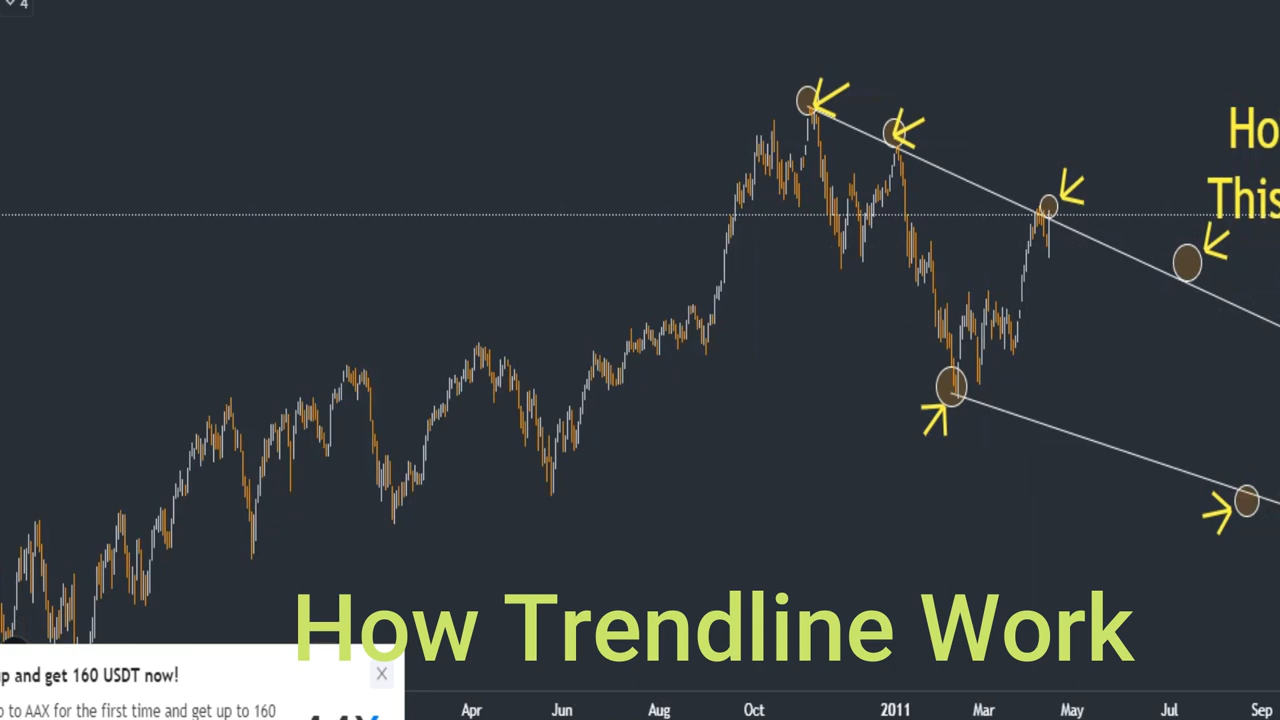 4
Ho
This
How Trendline Work
p and get 160 USDT now!
p to AAX for the first time and get up to 160
Apr Jun Aug Oct 2011 Mar May Jul Sep